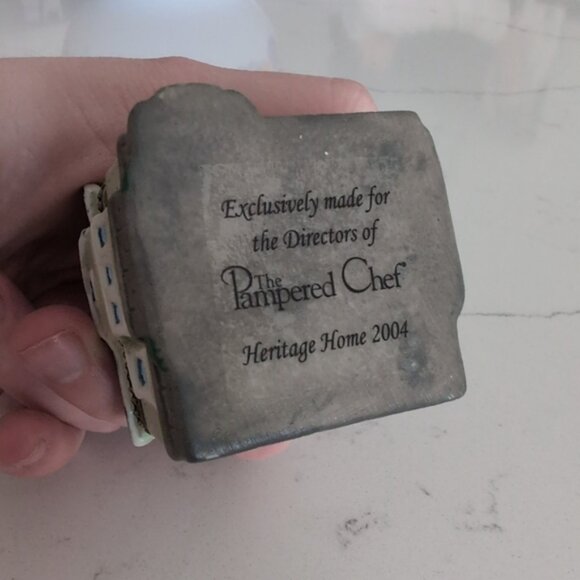 Exclusively made for
the Directors of
The
Pampered Chef®
Heritage Home 2004